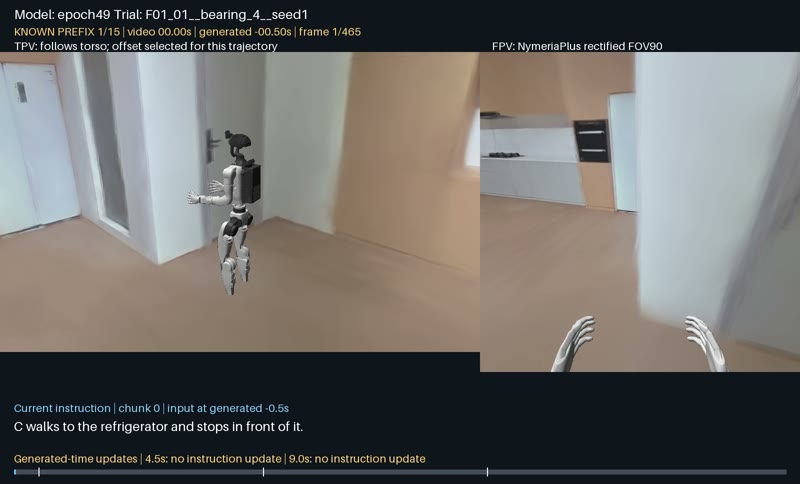 Model: epoch49 Trial: F01_01__bearing_4__seed1
KNOWN PREFIX 1/15 | video 00.00s | generated -00.50s | frame 1/465
TPV: follows torso; offset selected for this trajectory
FPV: NymeriaPlus rectified FOV90
Current instruction | chunk 0 | input at generated -0.5s
C walks to the refrigerator and stops in front of it.
Generated-time updates | 4.5s: no instruction update | 9.0s: no instruction update